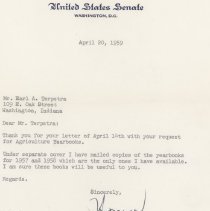 United States Senate
WASHINGTON, D.C.
April 20, 1959
Mr. Earl A. Terpstra
109 E. Oak Street
Washington, Indiana
Dear Mr. Terpstra:
Thank you for your letter of April 14th with your request
for Agriculture Yearbooks.
Under separate cover I have mailed copies of the yearbooks
for 1957 and 1958 which are the only ones I have available.
I am sure these books will be useful to you.
Regards.
Sincerely,